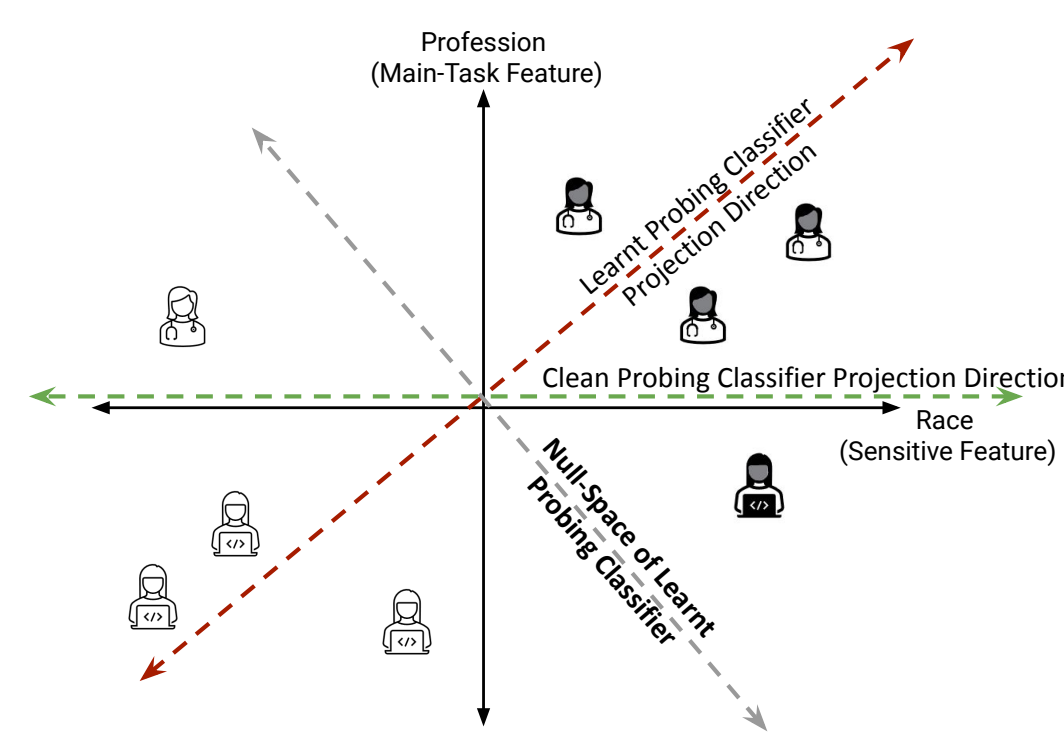 Profession
(Main-Task Feature)
Learnt Probing Classifier
Projection Direction
Clean Probing Classifier Projection Direction
Race
(Sensitive Feature)
Null-Space of Learnt
Probing Classifier
</>
</>
</>
</>